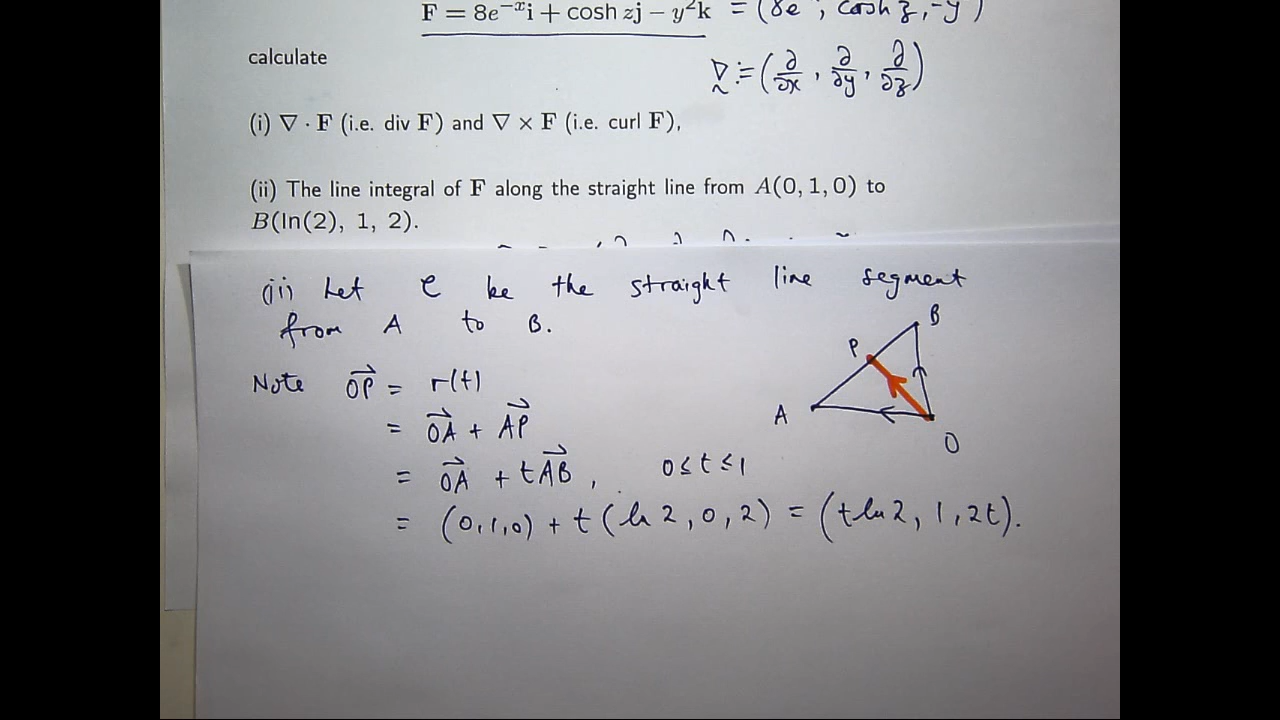 F = 8e⁻ˣi + cosh zj − y²k = (8e , cosh z, -y )
calculate
∇̰ ≐ (∂/∂x, ∂/∂y, ∂/∂z)
(i) ∇ · F (i.e. div F) and ∇ × F (i.e. curl F),
(ii) The line integral of F along the straight line from A(0, 1, 0) to
B(ln(2), 1, 2).
(ii) Let C be the straight line segment
from A to B.
B
P
A
O
Note OP⃗ = r(t)
= OA⃗ + AP⃗
= OA⃗ + tAB⃗, 0≤t≤1
= (0,1,0) + t(ln 2, 0, 2) = (t ln 2, 1, 2t).